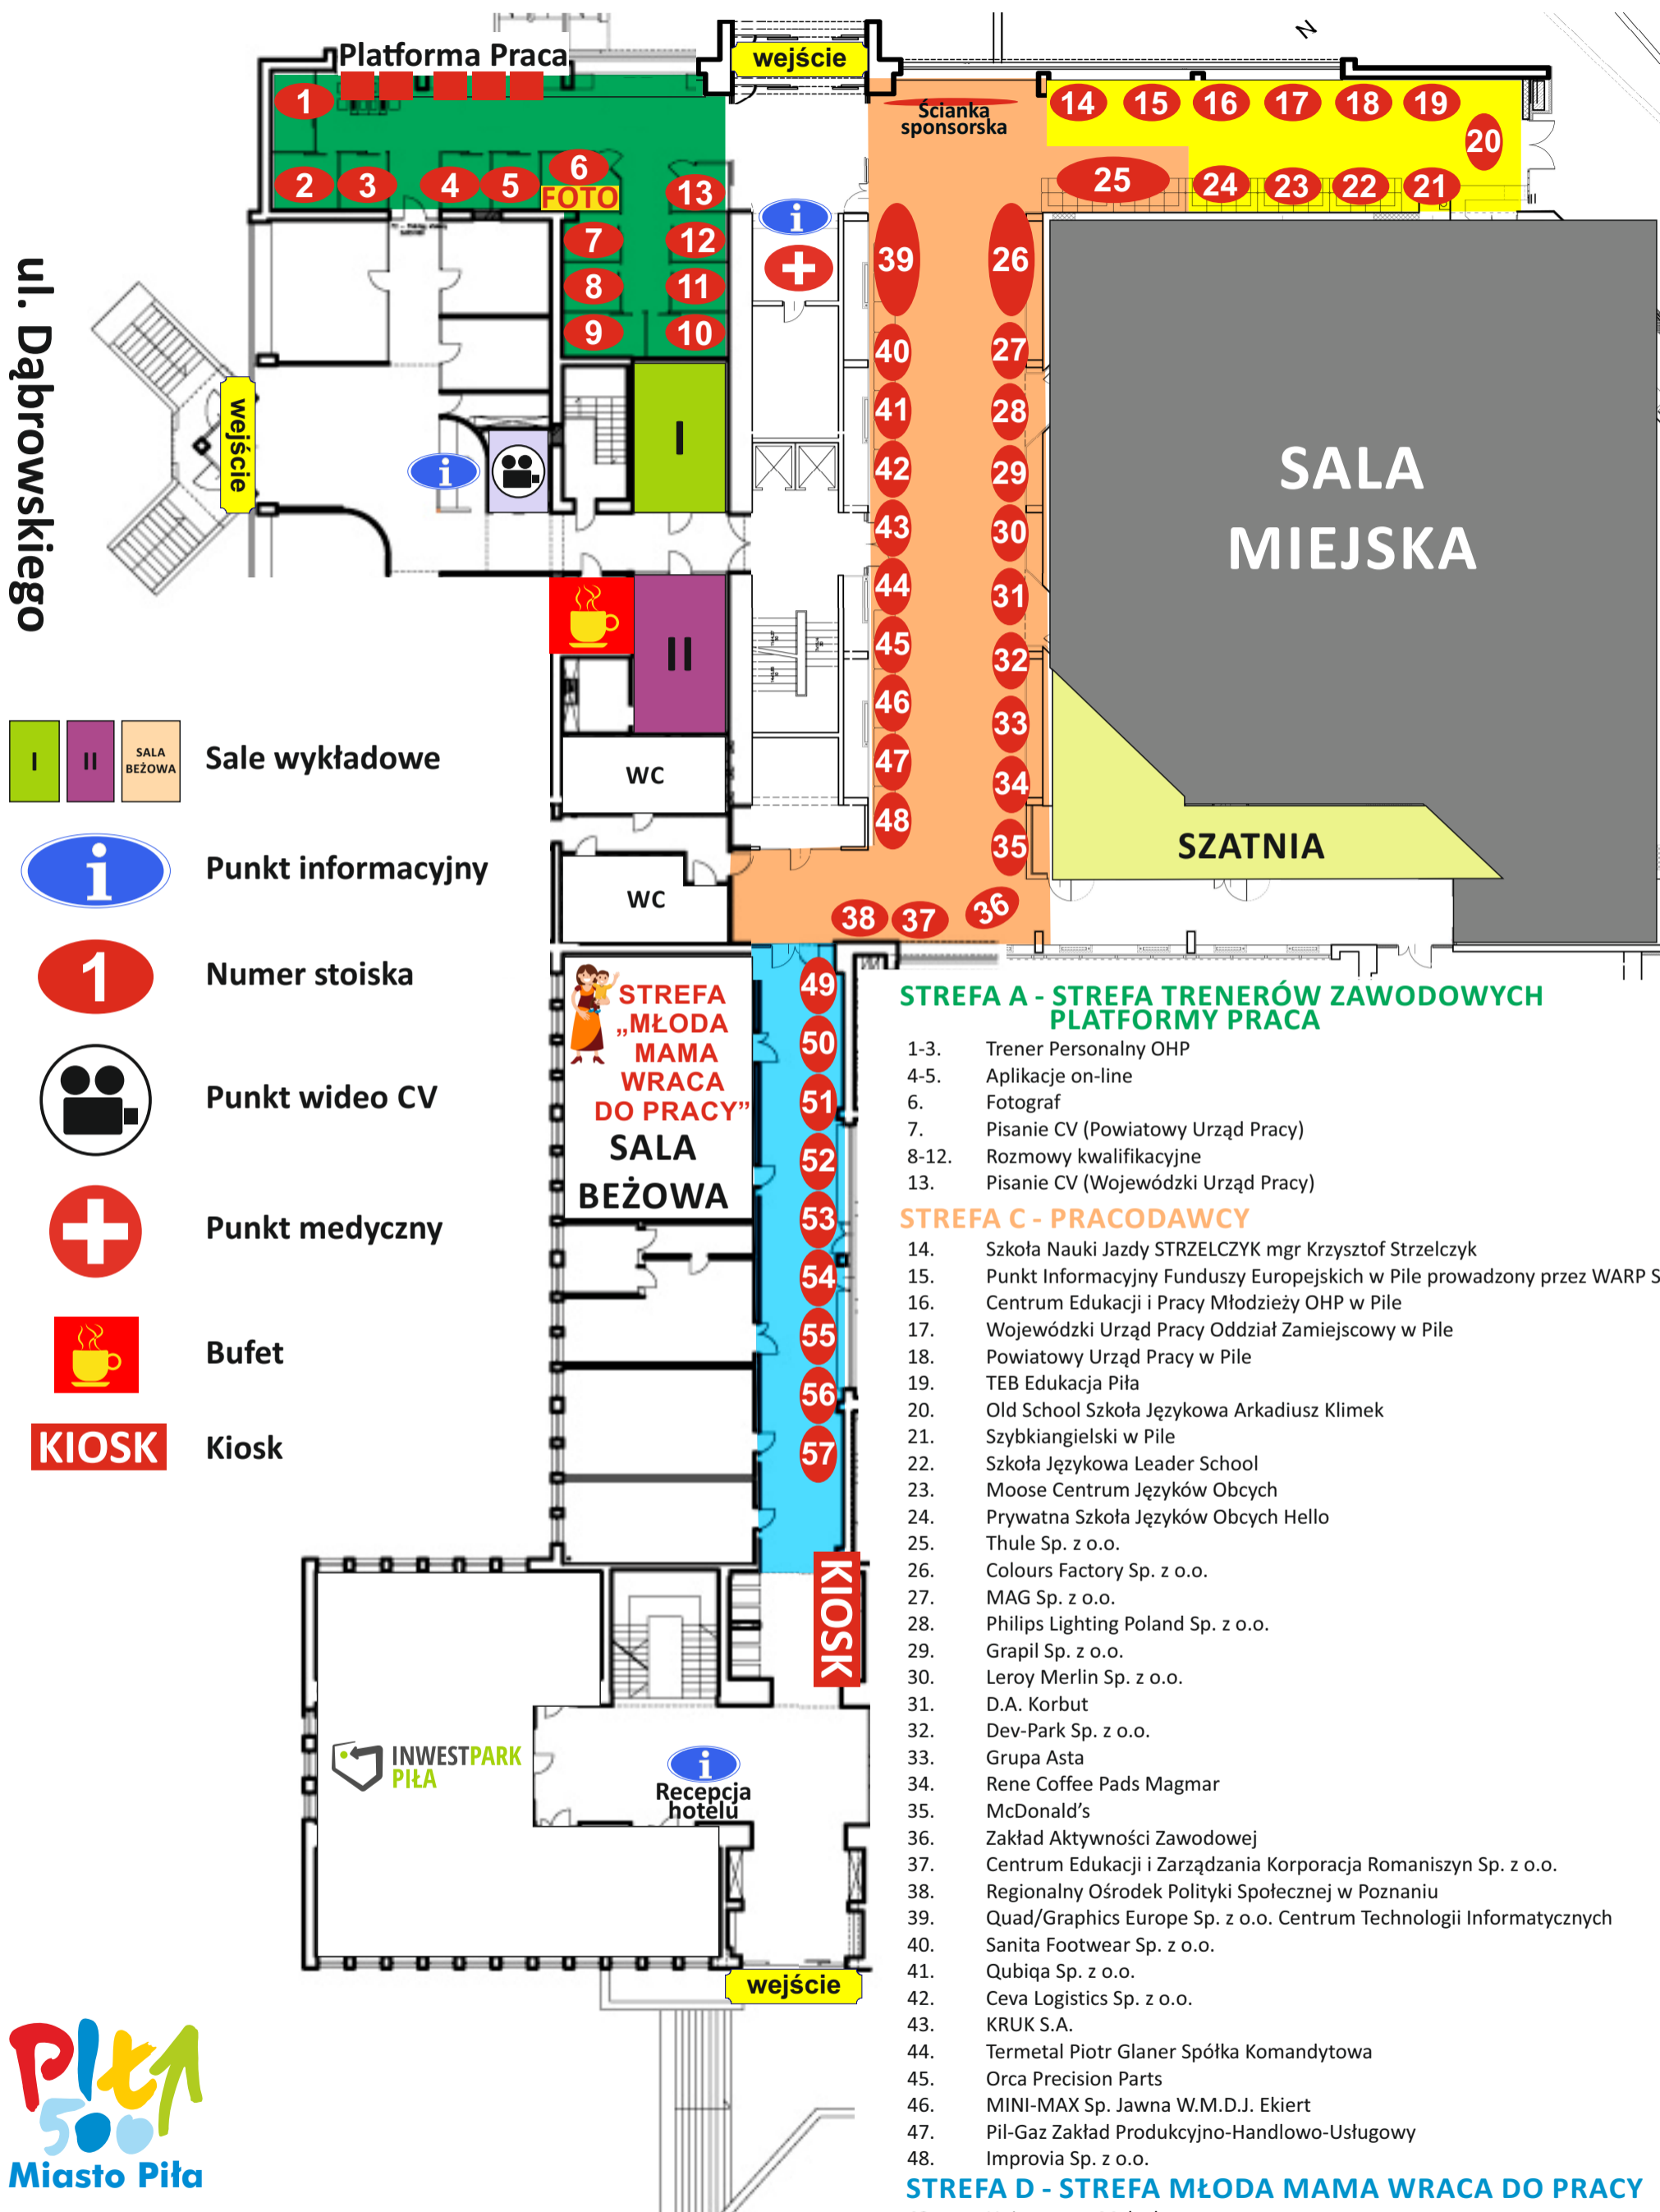 Platforma Praca
wejście
N
1
2
3
4
5
6
FOTO
7
8
9
10
11
12
13
Ścianka
sponsorska
14
15
16
17
18
19
20
21
22
23
24
25
26
27
28
29
30
31
32
33
34
35
36
37
38
39
40
41
42
43
44
45
46
47
48
i
i
ul. Dąbrowskiego
wejście
I
II
SALA
MIEJSKA
SZATNIA
WC
WC
I
II
SALA
BEŻOWA
Sale wykładowe
i
Punkt informacyjny
1
Numer stoiska
Punkt wideo CV
Punkt medyczny
Bufet
KIOSK
Kiosk
STREFA
„MŁODA
MAMA
WRACA
DO PRACY”
SALA
BEŻOWA
49
50
51
52
53
54
55
56
57
KIOSK
INWESTPARK
PIŁA
i
Recepcja
hotelu
wejście
PIŁA
500
Miasto Piła
STREFA A - STREFA TRENERÓW ZAWODOWYCH
PLATFORMY PRACA
1-3. Trener Personalny OHP
4-5. Aplikacje on-line
6. Fotograf
7. Pisanie CV (Powiatowy Urząd Pracy)
8-12. Rozmowy kwalifikacyjne
13. Pisanie CV (Wojewódzki Urząd Pracy)
STREFA C - PRACODAWCY
14. Szkoła Nauki Jazdy STRZELCZYK mgr Krzysztof Strzelczyk
15. Punkt Informacyjny Funduszy Europejskich w Pile prowadzony przez WARP S
16. Centrum Edukacji i Pracy Młodzieży OHP w Pile
17. Wojewódzki Urząd Pracy Oddział Zamiejscowy w Pile
18. Powiatowy Urząd Pracy w Pile
19. TEB Edukacja Piła
20. Old School Szkoła Językowa Arkadiusz Klimek
21. Szybkiangielski w Pile
22. Szkoła Językowa Leader School
23. Moose Centrum Języków Obcych
24. Prywatna Szkoła Języków Obcych Hello
25. Thule Sp. z o.o.
26. Colours Factory Sp. z o.o.
27. MAG Sp. z o.o.
28. Philips Lighting Poland Sp. z o.o.
29. Grapil Sp. z o.o.
30. Leroy Merlin Sp. z o.o.
31. D.A. Korbut
32. Dev-Park Sp. z o.o.
33. Grupa Asta
34. Rene Coffee Pads Magmar
35. McDonald’s
36. Zakład Aktywności Zawodowej
37. Centrum Edukacji i Zarządzania Korporacja Romaniszyn Sp. z o.o.
38. Regionalny Ośrodek Polityki Społecznej w Poznaniu
39. Quad/Graphics Europe Sp. z o.o. Centrum Technologii Informatycznych
40. Sanita Footwear Sp. z o.o.
41. Qubiqa Sp. z o.o.
42. Ceva Logistics Sp. z o.o.
43. KRUK S.A.
44. Termetal Piotr Glaner Spółka Komandytowa
45. Orca Precision Parts
46. MINI-MAX Sp. Jawna W.M.D.J. Ekiert
47. Pil-Gaz Zakład Produkcyjno-Handlowo-Usługowy
48. Improvia Sp. z o.o.
STREFA D - STREFA MŁODA MAMA WRACA DO PRACY